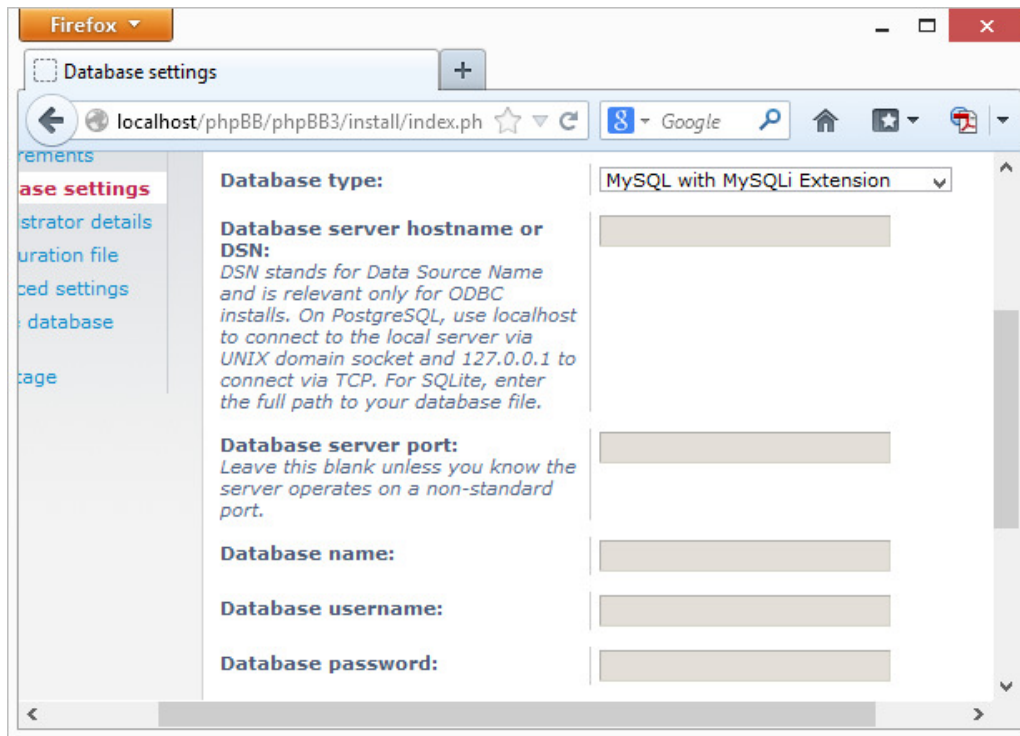 Firefox
Database settings
localhost/phpBB/phpBB3/install/index.ph
8 Google
rements
ase settings
strator details
uration file
ced settings
database
tage
Database type:
MySQL with MySQLi Extension
Database server hostname or
DSN:
DSN stands for Data Source Name
and is relevant only for ODBC
installs. On PostgreSQL, use localhost
to connect to the local server via
UNIX domain socket and 127.0.0.1 to
connect via TCP. For SQLite, enter
the full path to your database file.
Database server port:
Leave this blank unless you know the
server operates on a non-standard
port.
Database name:
Database username:
Database password: